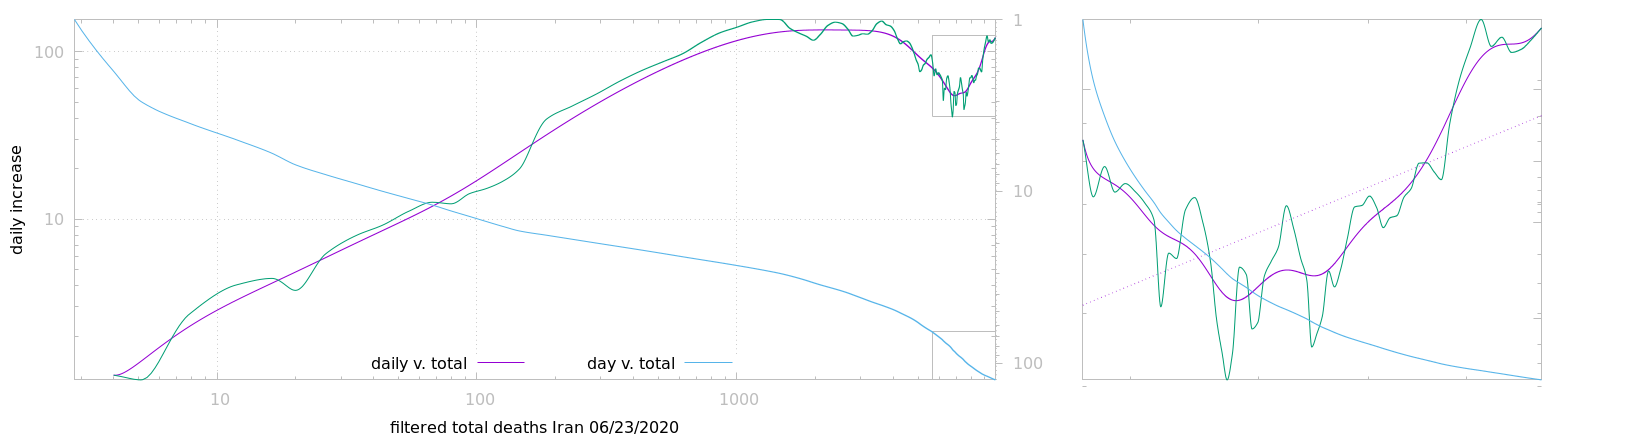 1
100
daily increase
10
10
daily v. total
day v. total
100
10
100
1000
filtered total deaths Iran 06/23/2020